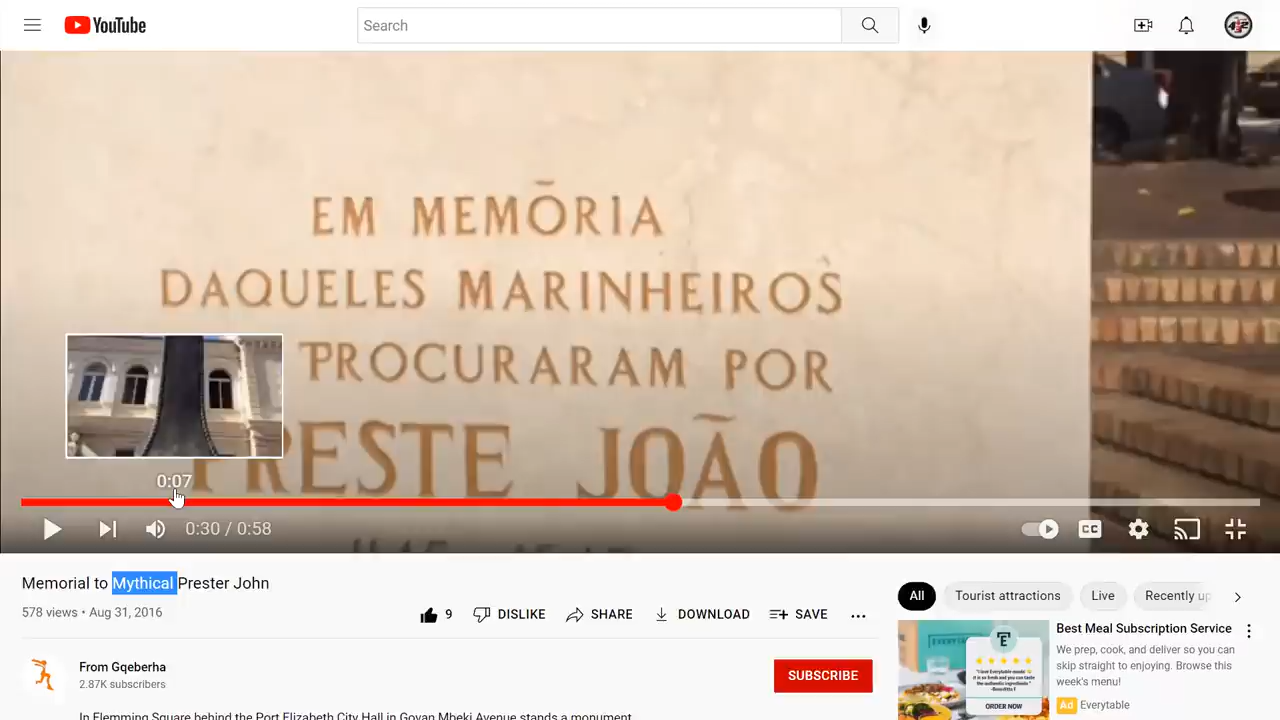 YouTube
Search
EM MEMÓRIA
DAQUELES MARINHEIROS
PROCURARAM POR
PRESTE JOÃO
0:07
0:30 / 0:58
CC
Memorial to Mythical Prester John
578 views • Aug 31, 2016
9
DISLIKE
SHARE
DOWNLOAD
SAVE
From Gqeberha
2.87K subscribers
SUBSCRIBE
In Flemming Square behind the Port Elizabeth City Hall in Govan Mbeki Avenue stands a monument
All
Tourist attractions
Live
Recently up
Best Meal Subscription Service
We prep, cook, and deliver so you can
skip straight to enjoying. Browse this
week's menu!
Ad Everytable
ORDER NOW